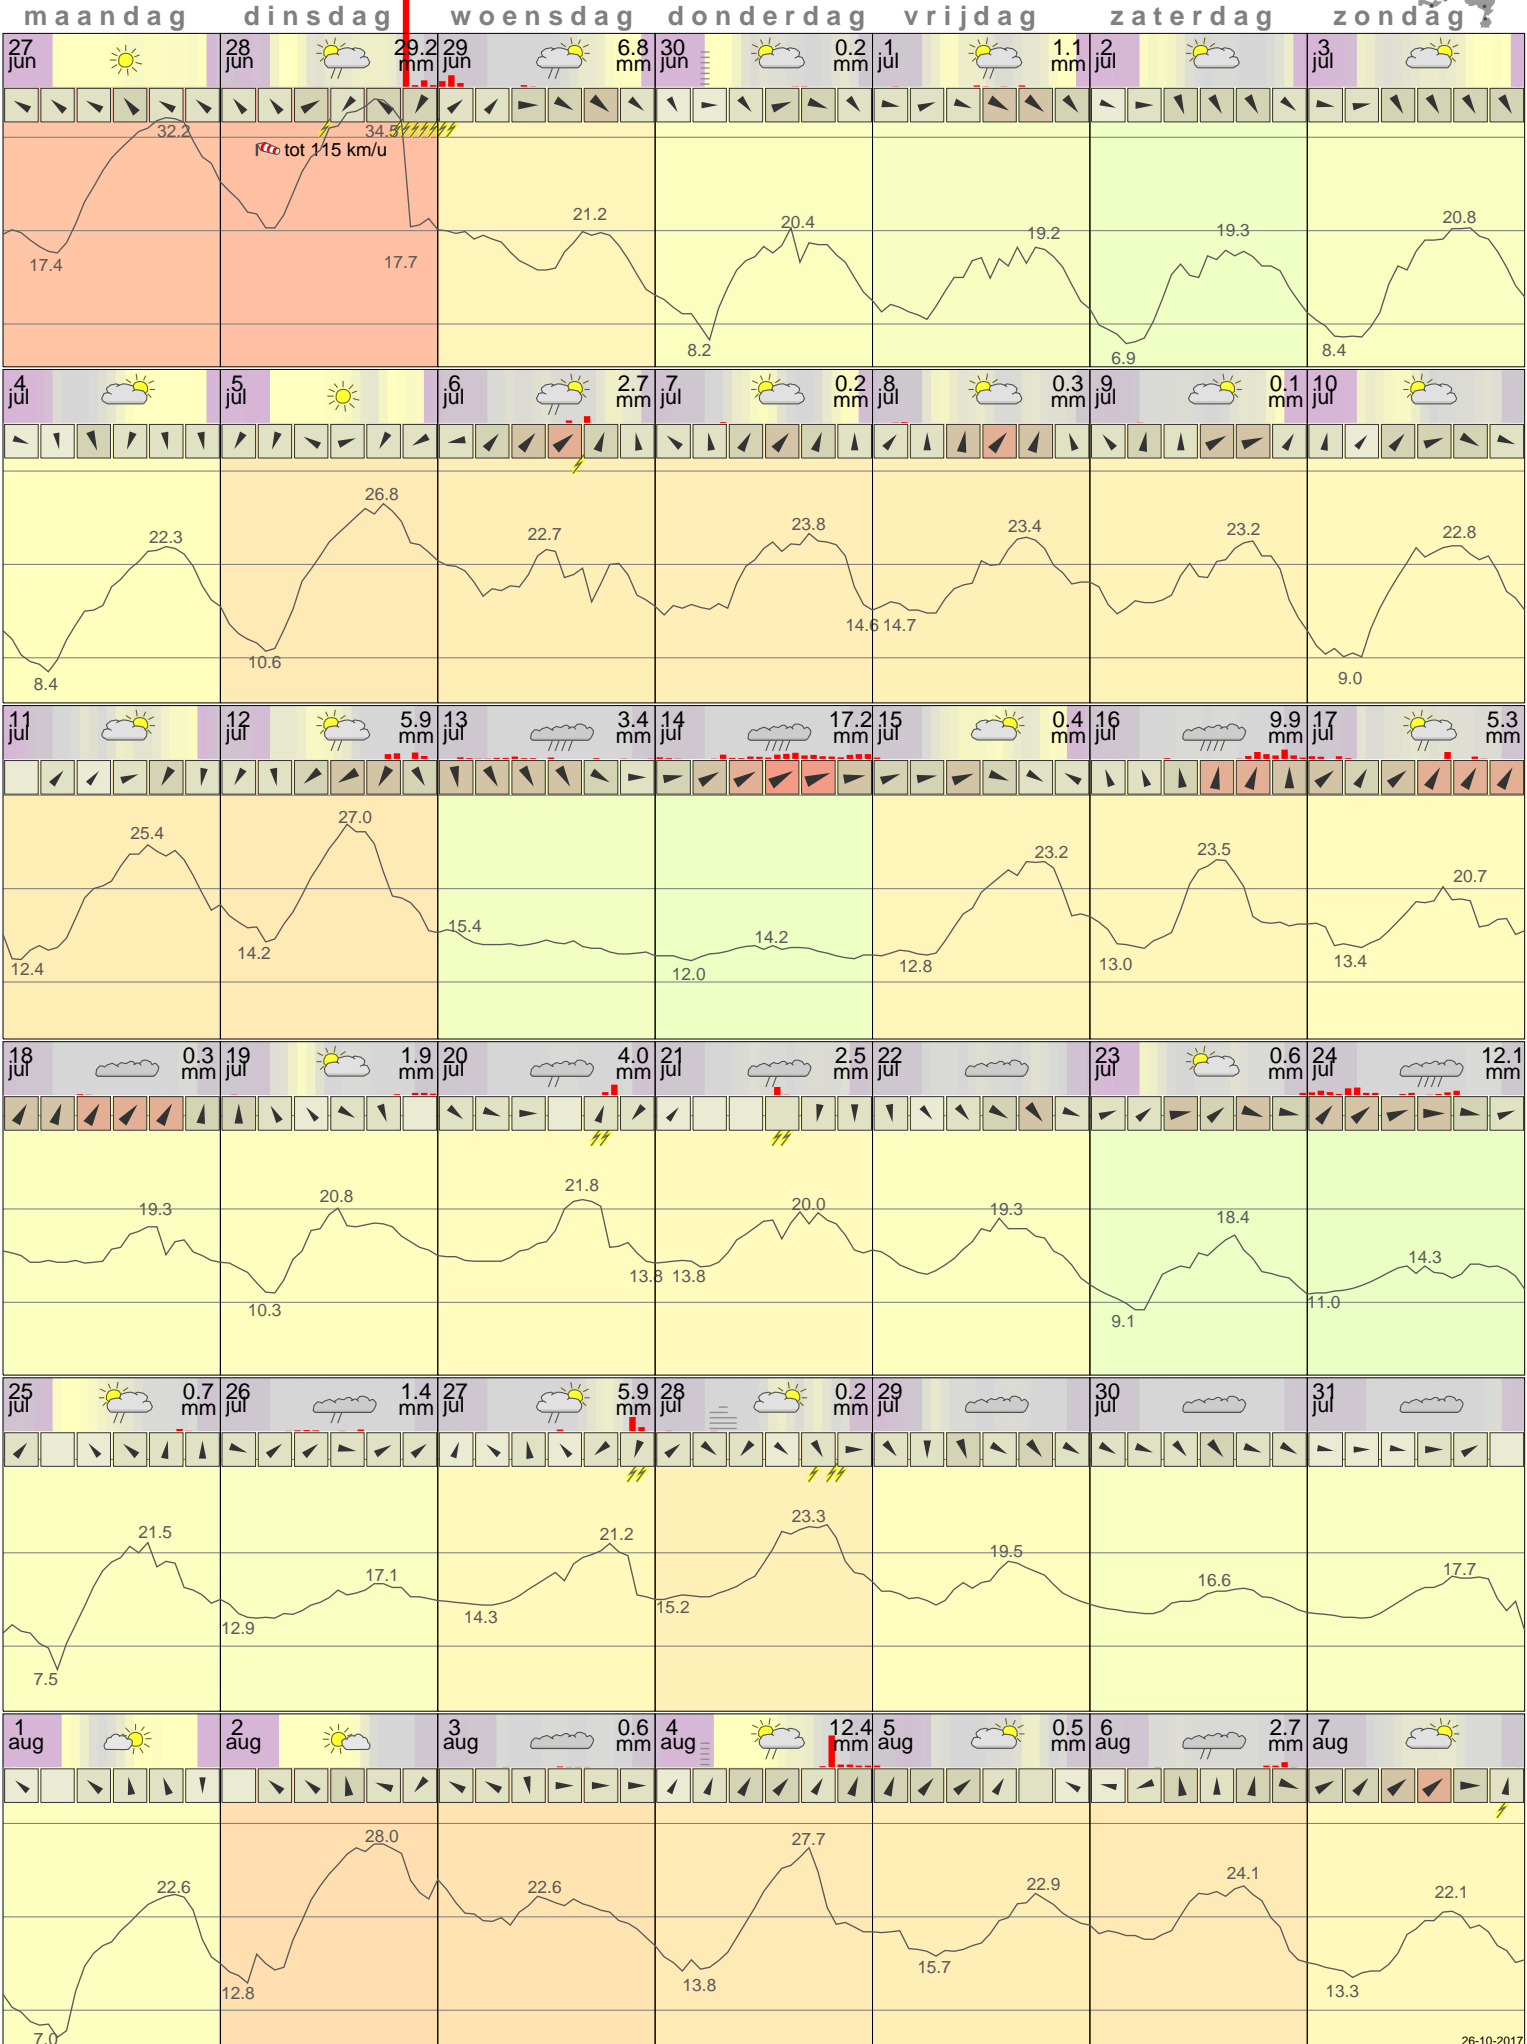 maandag dinsdag woensdag donderdag vrijdag zaterdag zondag
27 28 29.2 29 6.8 30 0.2 1 1.1 2 3
jun jun mm jun mm jun mm jul mm jul jul
32.2 34.5
tot 115 km/u
17.4 17.7 21.2 8.2 20.4 19.2 6.9 19.3 8.4 20.8
4 5 6 2.7 7 0.2 8 0.3 9 0.1 10
jul jul jul mm jul mm jul mm jul mm jul
8.4 22.3 10.6 26.8 22.7 23.8 14.6 14.7 23.4 23.2 9.0 22.8
11 12 5.9 13 3.4 14 17.2 15 0.4 16 9.9 17 5.3
jul jul mm jul mm jul mm jul mm jul mm jul mm
12.4 25.4 14.2 27.0 15.4 12.0 14.2 12.8 23.2 13.0 23.5 13.4 20.7
18 0.3 19 1.9 20 4.0 21 2.5 22 23 0.6 24 12.1
jul mm jul mm jul mm jul mm jul jul mm jul mm
19.3 10.3 20.8 21.8 13.8 13.8 20.0 19.3 9.1 18.4 11.0 14.3
25 0.7 26 1.4 27 5.9 28 0.2 29 30 31
jul mm jul mm jul mm jul mm jul jul jul
7.5 21.5 12.9 17.1 14.3 21.2 15.2 23.3 19.5 16.6 17.7
1 2 3 0.6 4 12.4 5 0.5 6 2.7 7
aug aug aug mm aug mm aug mm aug mm aug
7.0 22.6 12.8 28.0 22.6 13.8 27.7 15.7 22.9 24.1 13.3 22.1
26-10-2017